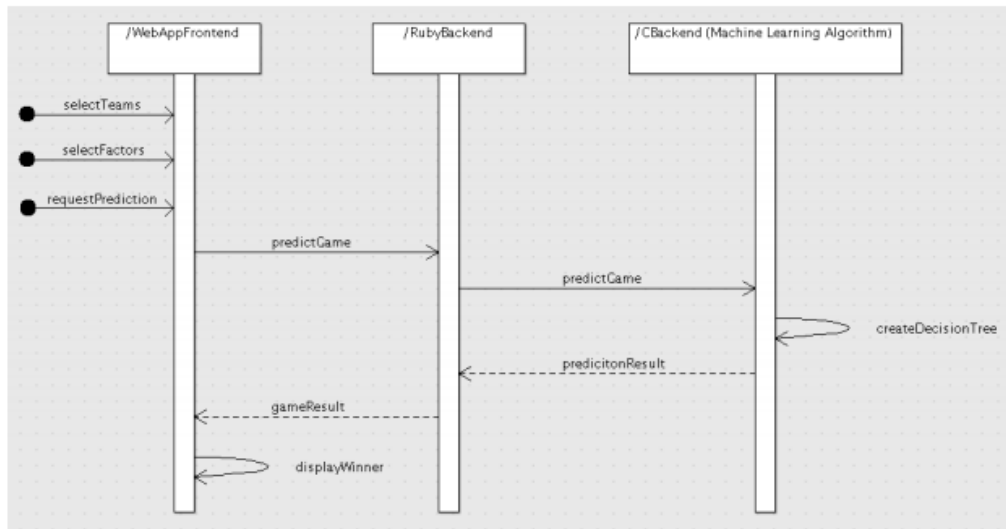 /WebAppFrontend
/RubyBackend
/CBackend (Machine Learning Algorithm)
selectTeams
selectFactors
requestPrediction
predictGame
predictGame
createDecisionTree
predicitonResult
gameResult
displayWinner